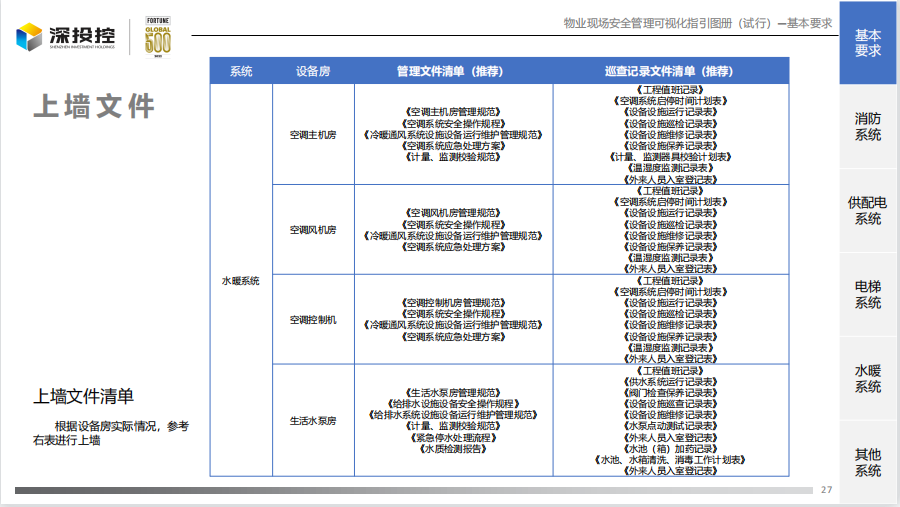 深投控
SHENZHEN INVESTMENT HOLDINGS
FORTUNE
GLOBAL
500
物业现场安全管理可视化指引图册（试行）—基本要求
上墙文件
系统 设备房 管理文件清单（推荐） 巡查记录文件清单（推荐）
水暖系统
空调主机房
《空调主机房管理规范》
《空调系统安全操作规程》
《冷暖通风系统设施设备运行维护管理规范》
《空调系统应急处理方案》
《计量、监测校验规范》
《工程值班记录》
《空调系统启停时间计划表》
《设备设施运行记录表》
《设备设施巡检记录表》
《设备设施维修记录表》
《设备设施保养记录表》
《计量、监测器具校验计划表》
《温湿度监测记录表》
《外来人员入室登记表》
空调风机房
《空调风机房管理规范》
《空调系统安全操作规程》
《冷暖通风系统设施设备运行维护管理规范》
《空调系统应急处理方案》
《工程值班记录》
《空调系统启停时间计划表》
《设备设施运行记录表》
《设备设施巡检记录表》
《设备设施维修记录表》
《设备设施保养记录表》
《温湿度监测记录表》
《外来人员入室登记表》
空调控制机
《空调控制机房管理规范》
《空调系统安全操作规程》
《冷暖通风系统设施设备运行维护管理规范》
《空调系统应急处理方案》
《工程值班记录》
《空调系统启停时间计划表》
《设备设施运行记录表》
《设备设施巡检记录表》
《设备设施维修记录表》
《设备设施保养记录表》
《温湿度监测记录表》
《外来人员入室登记表》
生活水泵房
《生活水泵房管理规范》
《给排水设施设备安全操作规程》
《给排水系统设施设备运行维护管理规范》
《计量、监测校验规范》
《紧急停水处理流程》
《水质检测报告》
《工程值班记录》
《供水系统运行记录表》
《阀门检查保养记录表》
《设备设施巡查记录表》
《设备设施维修记录表》
《水泵点动测试记录表》
《外来人员入室登记表》
《水池（箱）加药记录》
《水池、水箱清洗、消毒工作计划表》
《外来人员入室登记表》
上墙文件清单
根据设备房实际情况，参考
右表进行上墙
基本
要求
消防
系统
供配电
系统
电梯
系统
水暖
系统
其他
系统
27